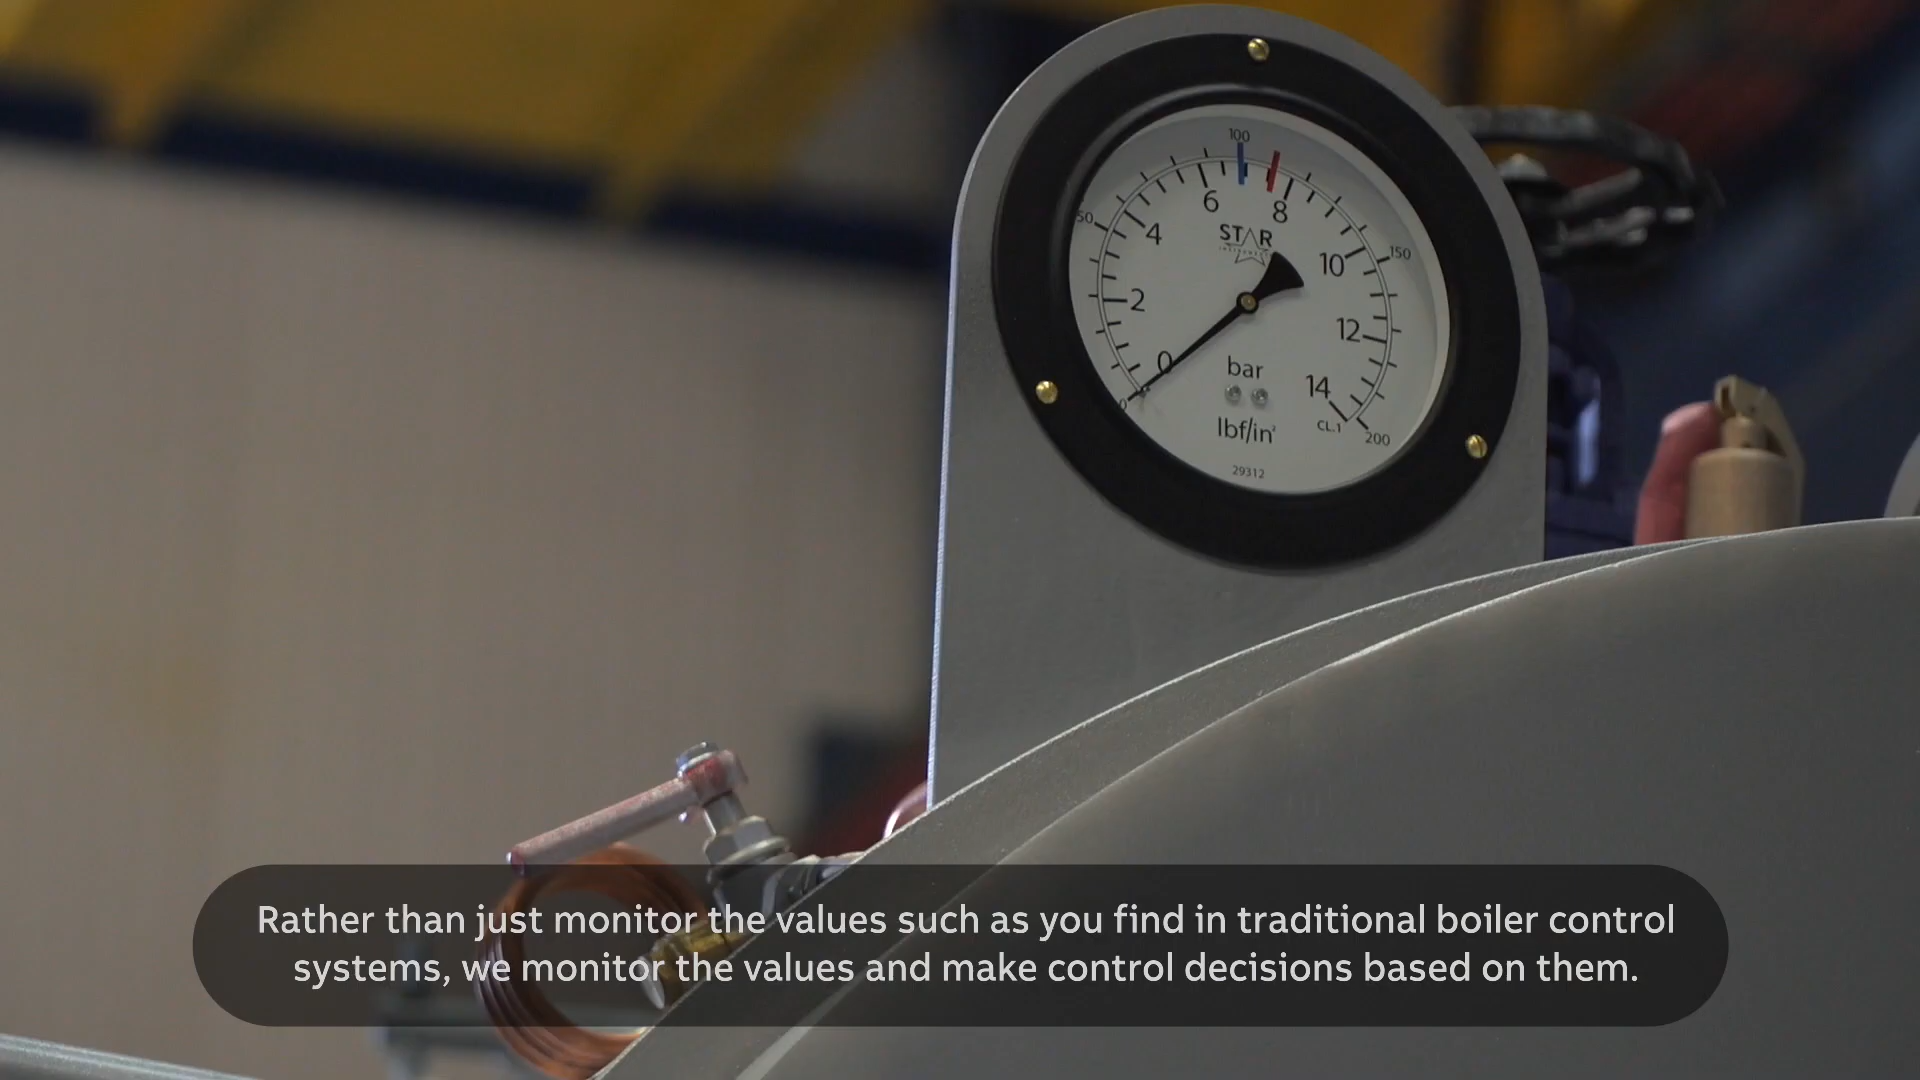 100
50
6
8
4
STAR
150
10
2
12
0
bar
14
0
lbf/in²
CL.1
200
29312
Rather than just monitor the values such as you find in traditional boiler control
systems, we monitor the values and make control decisions based on them.